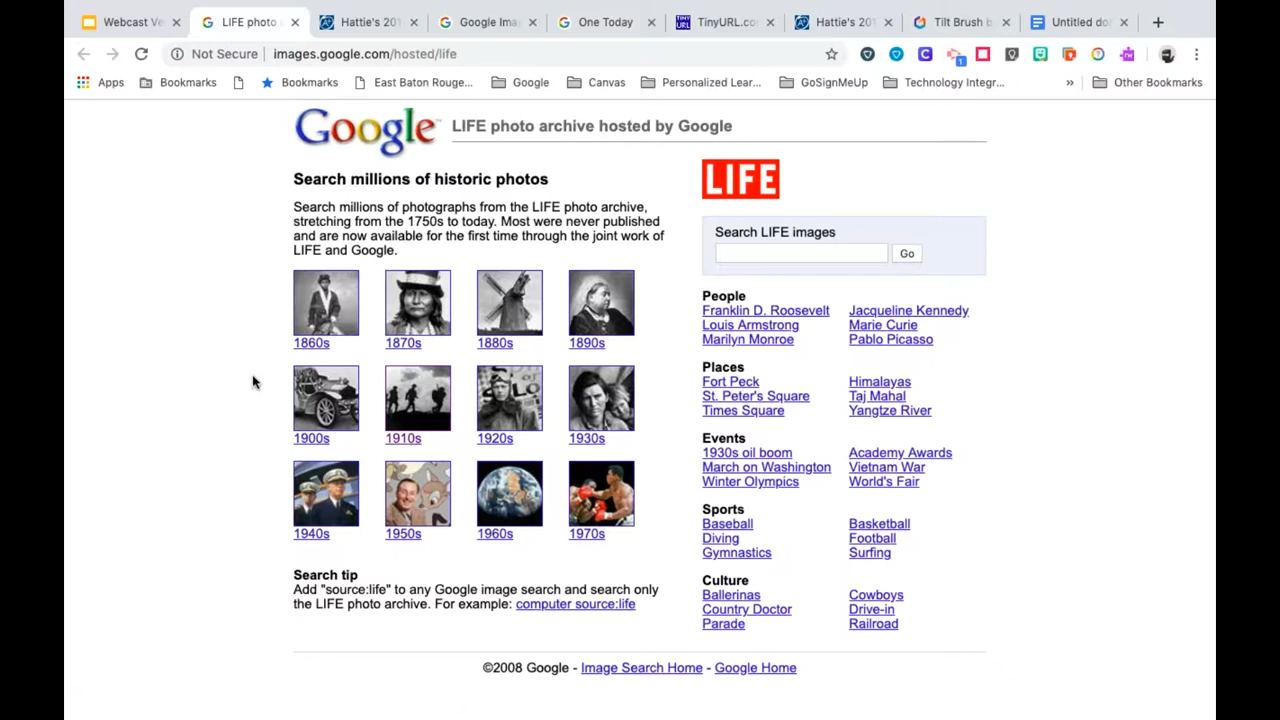 Webcast Ve
LIFE photo a
Hattie's 201
Google Ima
One Today
TinyURL.co
Hattie's 201
Tilt Brush b
Untitled do
Not Secure
images.google.com/hosted/life
Apps
Bookmarks
Bookmarks
East Baton Rouge...
Google
Canvas
Personalized Lear...
GoSignMeUp
Technology Integr...
»
Other Bookmarks
Google™
LIFE photo archive hosted by Google
Search millions of historic photos
Search millions of photographs from the LIFE photo archive,
stretching from the 1750s to today. Most were never published
and are now available for the first time through the joint work of
LIFE and Google.
1860s
1870s
1880s
1890s
1900s
1910s
1920s
1930s
1940s
1950s
1960s
1970s
Search tip
Add "source:life" to any Google image search and search only
the LIFE photo archive. For example: computer source:life
LIFE
Search LIFE images
Go
People
Franklin D. Roosevelt
Jacqueline Kennedy
Louis Armstrong
Marie Curie
Marilyn Monroe
Pablo Picasso
Places
Fort Peck
Himalayas
St. Peter's Square
Taj Mahal
Times Square
Yangtze River
Events
1930s oil boom
Academy Awards
March on Washington
Vietnam War
Winter Olympics
World's Fair
Sports
Baseball
Basketball
Diving
Football
Gymnastics
Surfing
Culture
Ballerinas
Cowboys
Country Doctor
Drive-in
Parade
Railroad
©2008 Google - Image Search Home - Google Home